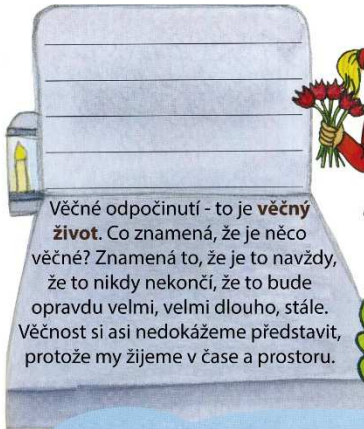 Věčné odpočinutí - to je věčný
život. Co znamená, že je něco
věčné? Znamená to, že je to navždy,
že to nikdy nekončí, že to bude
opravdu velmi, velmi dlouho, stále.
Věčnost si asi nedokážeme představit,
protože my žijeme v čase a prostoru.